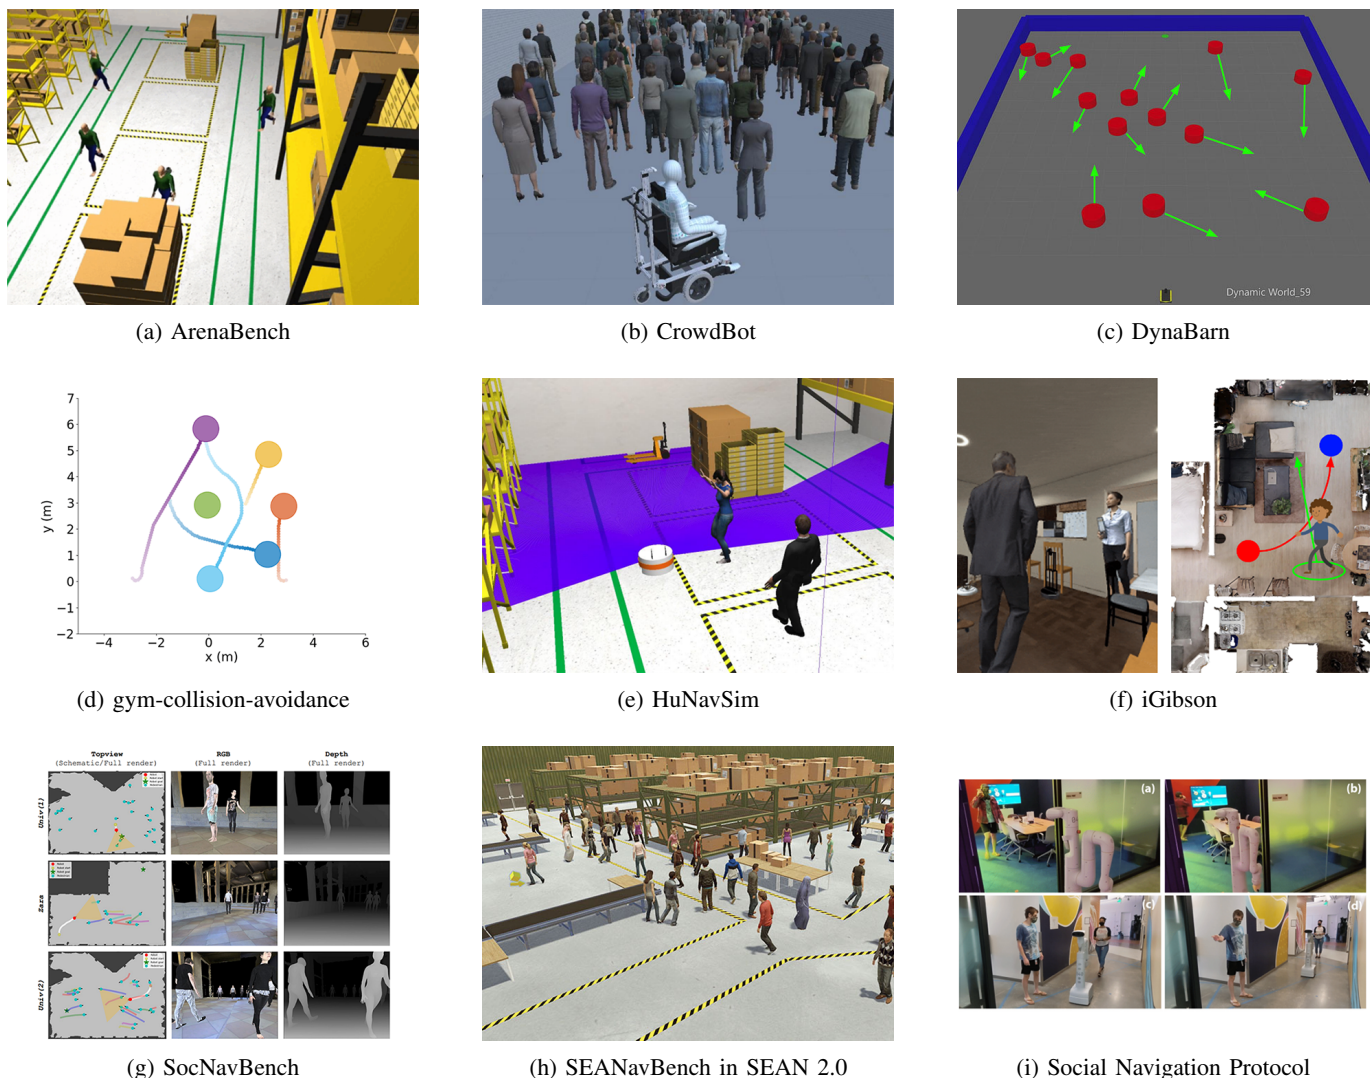 (a) ArenaBench
(b) CrowdBot
Dynamic World_59
(c) DynaBarn
7
6
5
4
3
2
1
0
−1
−2
y (m)
−4
−2
0
2
4
6
x (m)
(d) gym-collision-avoidance
(e) HuNavSim
(f) iGibson
Topview
(Schematic/Full render)
RGB
(Full render)
Depth
(Full render)
Univ(1)
Zara
Univ(2)
(g) SocNavBench
(h) SEANavBench in SEAN 2.0
(a)
(b)
(c)
(d)
(i) Social Navigation Protocol